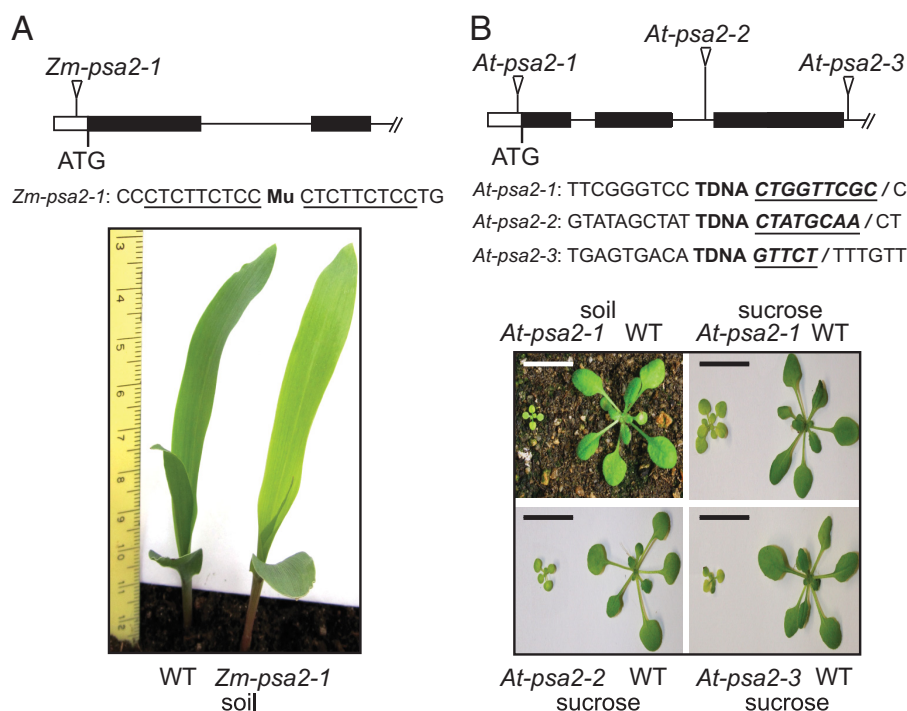 A
Zm-psa2-1
ATG
Zm-psa2-1: CCCTCTTCTCC Mu CTCTTCTCCTG
3
4
5
6
7
8
9
10
11
12
WT Zm-psa2-1
soil
B
At-psa2-1
At-psa2-2
At-psa2-3
ATG
At-psa2-1: TTCGGGTCC TDNA CTGGTTCGC / C
At-psa2-2: GTATAGCTAT TDNA CTATGCAA / CT
At-psa2-3: TGAGTGACA TDNA GTTCT / TTTGTT
soil
At-psa2-1 WT
sucrose
At-psa2-1 WT
At-psa2-2 WT
sucrose
At-psa2-3 WT
sucrose